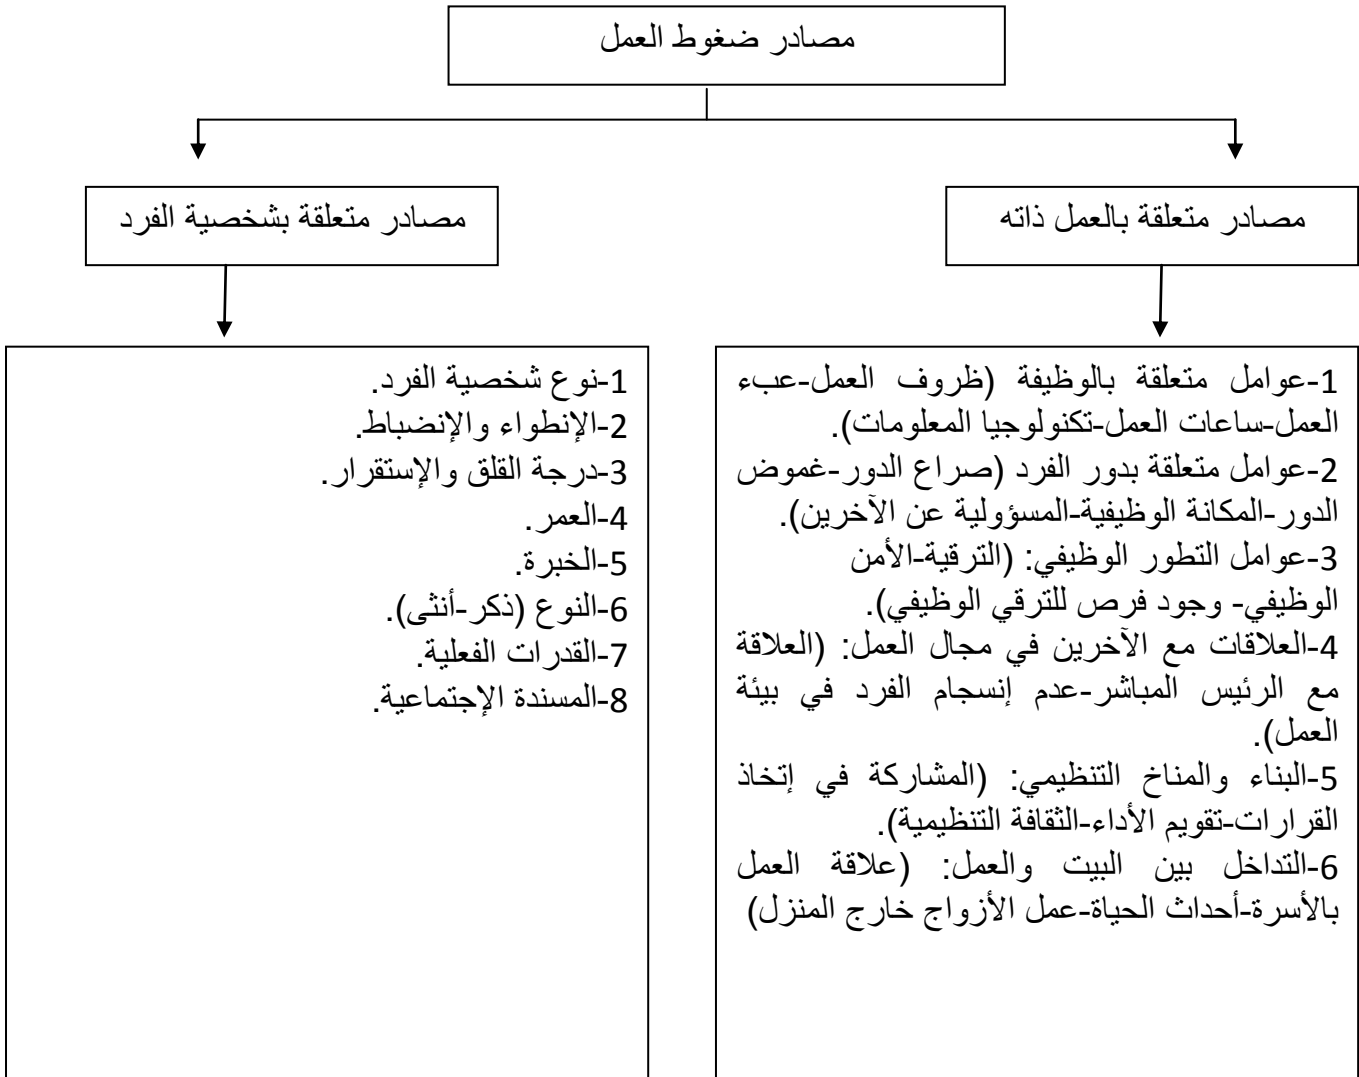 مصادر ضغوط العمل
مصادر متعلقة بالعمل ذاته
مصادر متعلقة بشخصية الفرد
1-عوامل متعلقة بالوظيفة (ظروف العمل-عبء
العمل-ساعات العمل-تكنولوجيا المعلومات).
2-عوامل متعلقة بدور الفرد (صراع الدور-غموض
الدور-المكانة الوظيفية-المسؤولية عن الآخرين).
3-عوامل التطور الوظيفي: (الترقية-الأمن
الوظيفي- وجود فرص للترقي الوظيفي).
4-العلاقات مع الآخرين في مجال العمل: (العلاقة
مع الرئيس المباشر-عدم إنسجام الفرد في بيئة
العمل).
5-البناء والمناخ التنظيمي: (المشاركة في إتخاذ
القرارات-تقويم الأداء-الثقافة التنظيمية).
6-التداخل بين البيت والعمل: (علاقة العمل
بالأسرة-أحداث الحياة-عمل الأزواج خارج المنزل)
1-نوع شخصية الفرد.
2-الإنطواء والإنضباط.
3-درجة القلق والإستقرار.
4-العمر.
5-الخبرة.
6-النوع (ذكر-أنثى).
7-القدرات الفعلية.
8-المسندة الإجتماعية.